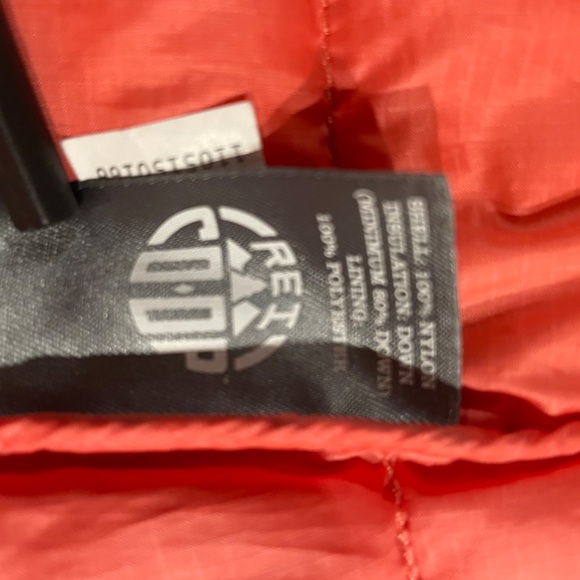 REI
CO·OP
SHELL: 100% NYLON
INSULATION: DOWN
(MINIMUM 80% DOWN)
LINING:
100% POLYESTER